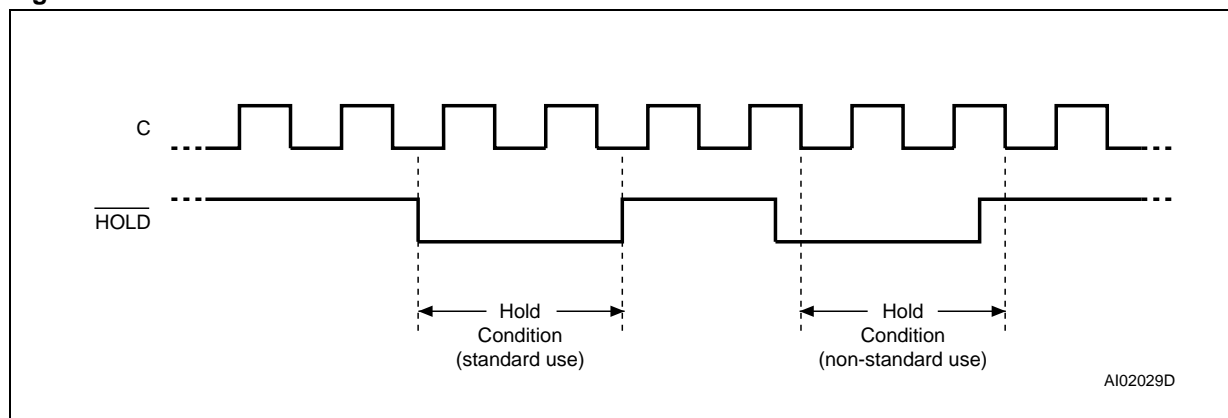 C
HOLD
Hold
Condition
(standard use)
Hold
Condition
(non-standard use)
AI02029D